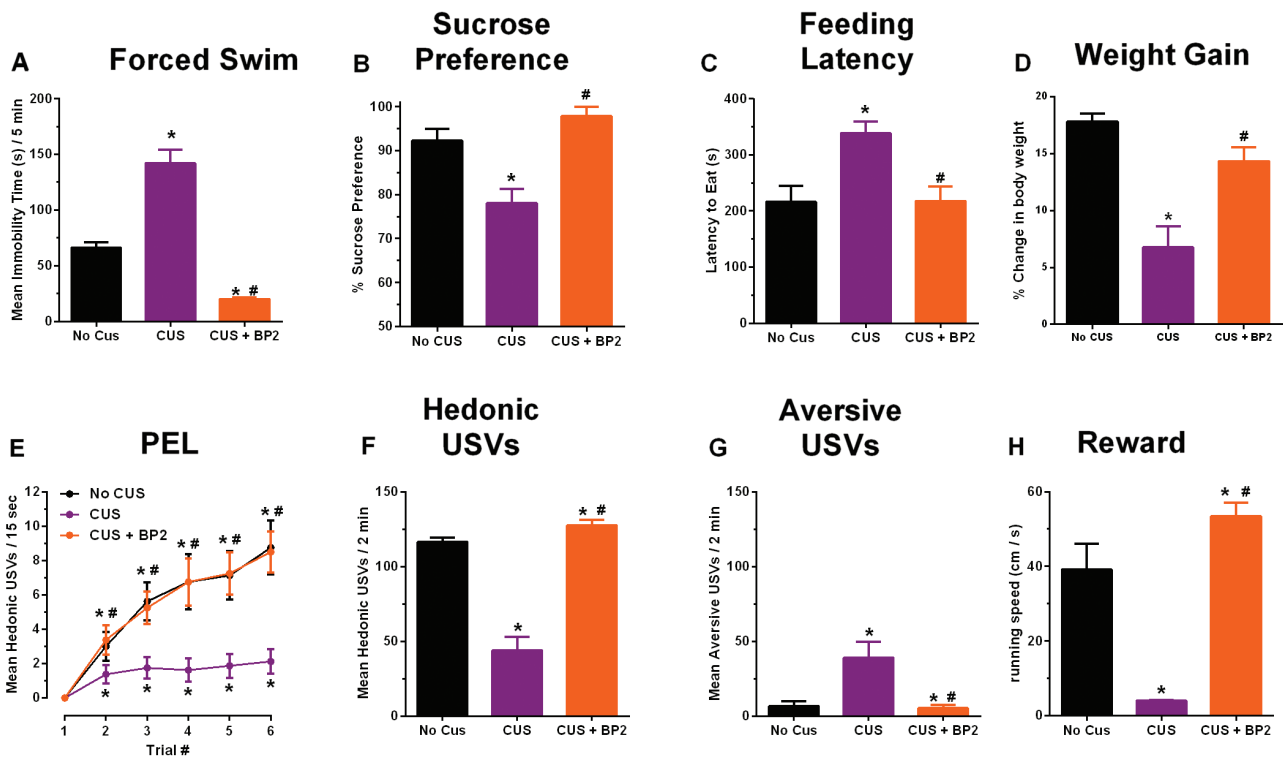 A
Forced Swim
Mean Immobility Time (s) / 5 min
200
150
100
50
0
*
* #
No Cus
CUS
CUS + BP2
B
Sucrose
Preference
% Sucrose Preference
100
90
80
70
60
50
*
#
No CUS
CUS
CUS + BP2
C
Feeding
Latency
Latency to Eat (s)
400
300
200
100
0
*
#
No Cus
CUS
CUS + BP2
D
Weight Gain
% Change in body weight
20
15
10
5
0
*
#
No CUS
CUS
CUS + BP2
E
PEL
Mean Hedonic USVs / 15 sec
12
10
8
6
4
2
0
No CUS
CUS
CUS + BP2
* #
* #
* #
* #
* #
*
*
*
*
*
1
2
3
4
5
6
Trial #
F
Hedonic
USVs
Mean Hedonic USVs / 2 min
150
100
50
0
*
* #
No Cus
CUS
CUS + BP2
G
Aversive
USVs
Mean Aversive USVs / 2 min
150
100
50
0
*
* #
No Cus
CUS
CUS + BP2
H
Reward
running speed (cm / s)
60
40
20
0
*
* #
No Cus
CUS
CUS + BP2